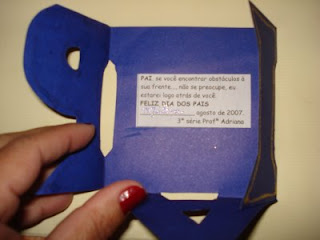 PAI, se você encontrar obstáculos à
sua frente... não se preocupe, eu
estarei logo atrás de você.
FELIZ DIA DOS PAIS
agosto de 2007.
3ª série Profª Adriane